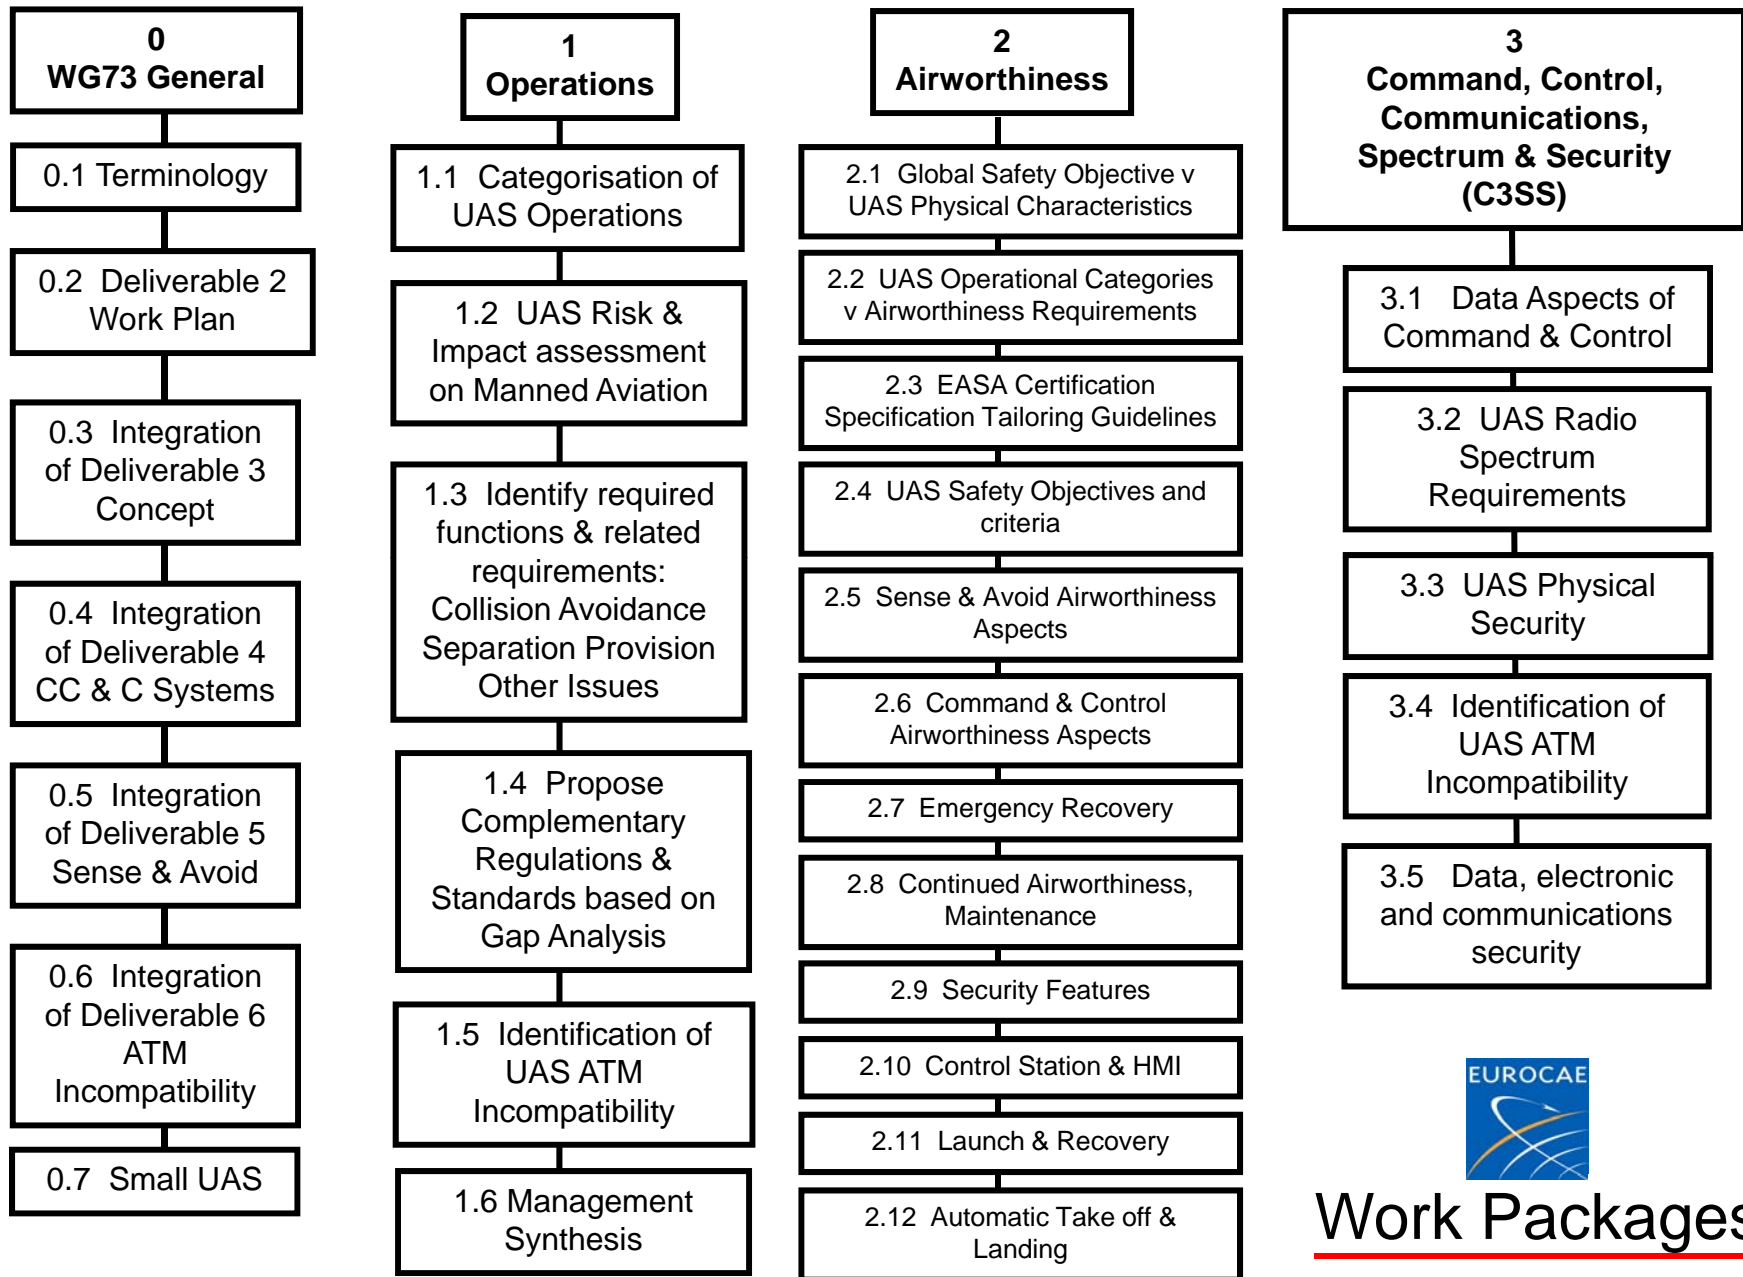 0
WG73 General
0.1 Terminology
0.2 Deliverable 2
Work Plan
0.3 Integration
of Deliverable 3
Concept
0.4 Integration
of Deliverable 4
CC & C Systems
0.5 Integration
of Deliverable 5
Sense & Avoid
0.6 Integration
of Deliverable 6
ATM
Incompatibility
0.7 Small UAS
1
Operations
1.1 Categorisation of
UAS Operations
1.2 UAS Risk &
Impact assessment
on Manned Aviation
1.3 Identify required
functions & related
requirements:
Collision Avoidance
Separation Provision
Other Issues
1.4 Propose
Complementary
Regulations &
Standards based on
Gap Analysis
1.5 Identification of
UAS ATM
Incompatibility
1.6 Management
Synthesis
2
Airworthiness
2.1 Global Safety Objective v
UAS Physical Characteristics
2.2 UAS Operational Categories
v Airworthiness Requirements
2.3 EASA Certification
Specification Tailoring Guidelines
2.4 UAS Safety Objectives and
criteria
2.5 Sense & Avoid Airworthiness
Aspects
2.6 Command & Control
Airworthiness Aspects
2.7 Emergency Recovery
2.8 Continued Airworthiness,
Maintenance
2.9 Security Features
2.10 Control Station & HMI
2.11 Launch & Recovery
2.12 Automatic Take off &
Landing
3
Command, Control,
Communications,
Spectrum & Security
(C3SS)
3.1 Data Aspects of
Command & Control
3.2 UAS Radio
Spectrum
Requirements
3.3 UAS Physical
Security
3.4 Identification of
UAS ATM
Incompatibility
3.5 Data, electronic
and communications
security
EUROCAE
Work Packages